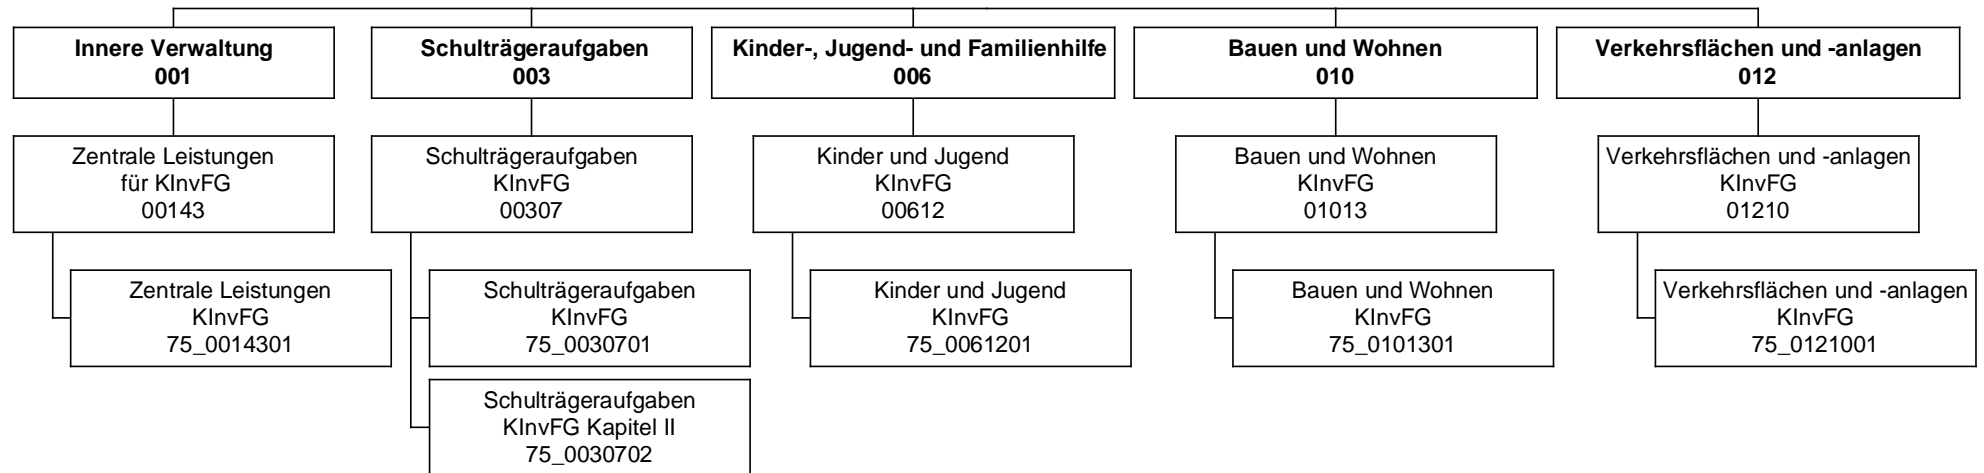 Innere Verwaltung
001
Schulträgeraufgaben
003
Kinder-, Jugend- und Familienhilfe
006
Bauen und Wohnen
010
Verkehrsflächen und -anlagen
012
Zentrale Leistungen
für KInvFG
00143
Schulträgeraufgaben
KInvFG
00307
Kinder und Jugend
KInvFG
00612
Bauen und Wohnen
KInvFG
01013
Verkehrsflächen und -anlagen
KInvFG
01210
Zentrale Leistungen
KInvFG
75_0014301
Schulträgeraufgaben
KInvFG
75_0030701
Kinder und Jugend
KInvFG
75_0061201
Bauen und Wohnen
KInvFG
75_0101301
Verkehrsflächen und -anlagen
KInvFG
75_0121001
Schulträgeraufgaben
KInvFG Kapitel II
75_0030702